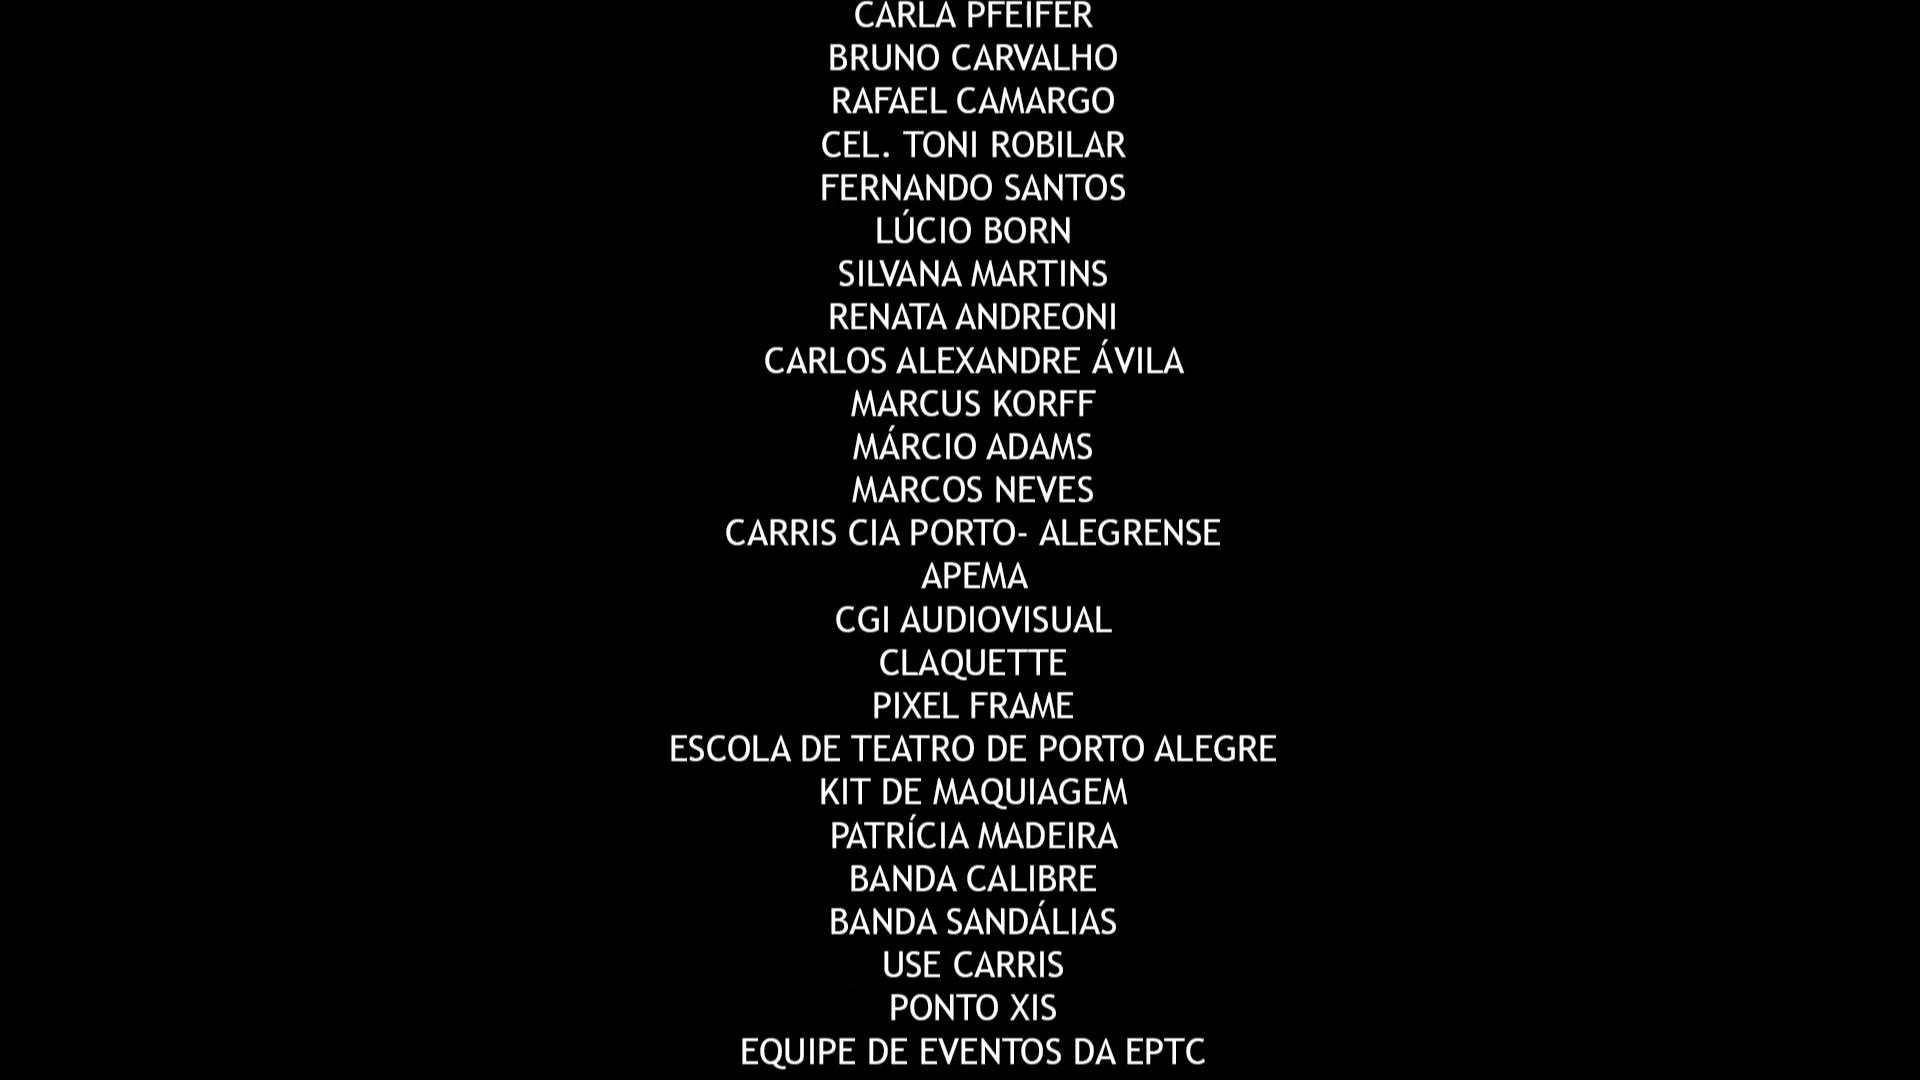 CARLA PFEIFER
BRUNO CARVALHO
RAFAEL CAMARGO
CEL. TONI ROBILAR
FERNANDO SANTOS
LÚCIO BORN
SILVANA MARTINS
RENATA ANDREONI
CARLOS ALEXANDRE ÁVILA
MARCUS KORFF
MÁRCIO ADAMS
MARCOS NEVES
CARRIS CIA PORTO- ALEGRENSE
APEMA
CGI AUDIOVISUAL
CLAQUETTE
PIXEL FRAME
ESCOLA DE TEATRO DE PORTO ALEGRE
KIT DE MAQUIAGEM
PATRÍCIA MADEIRA
BANDA CALIBRE
BANDA SANDÁLIAS
USE CARRIS
PONTO XIS
EQUIPE DE EVENTOS DA EPTC